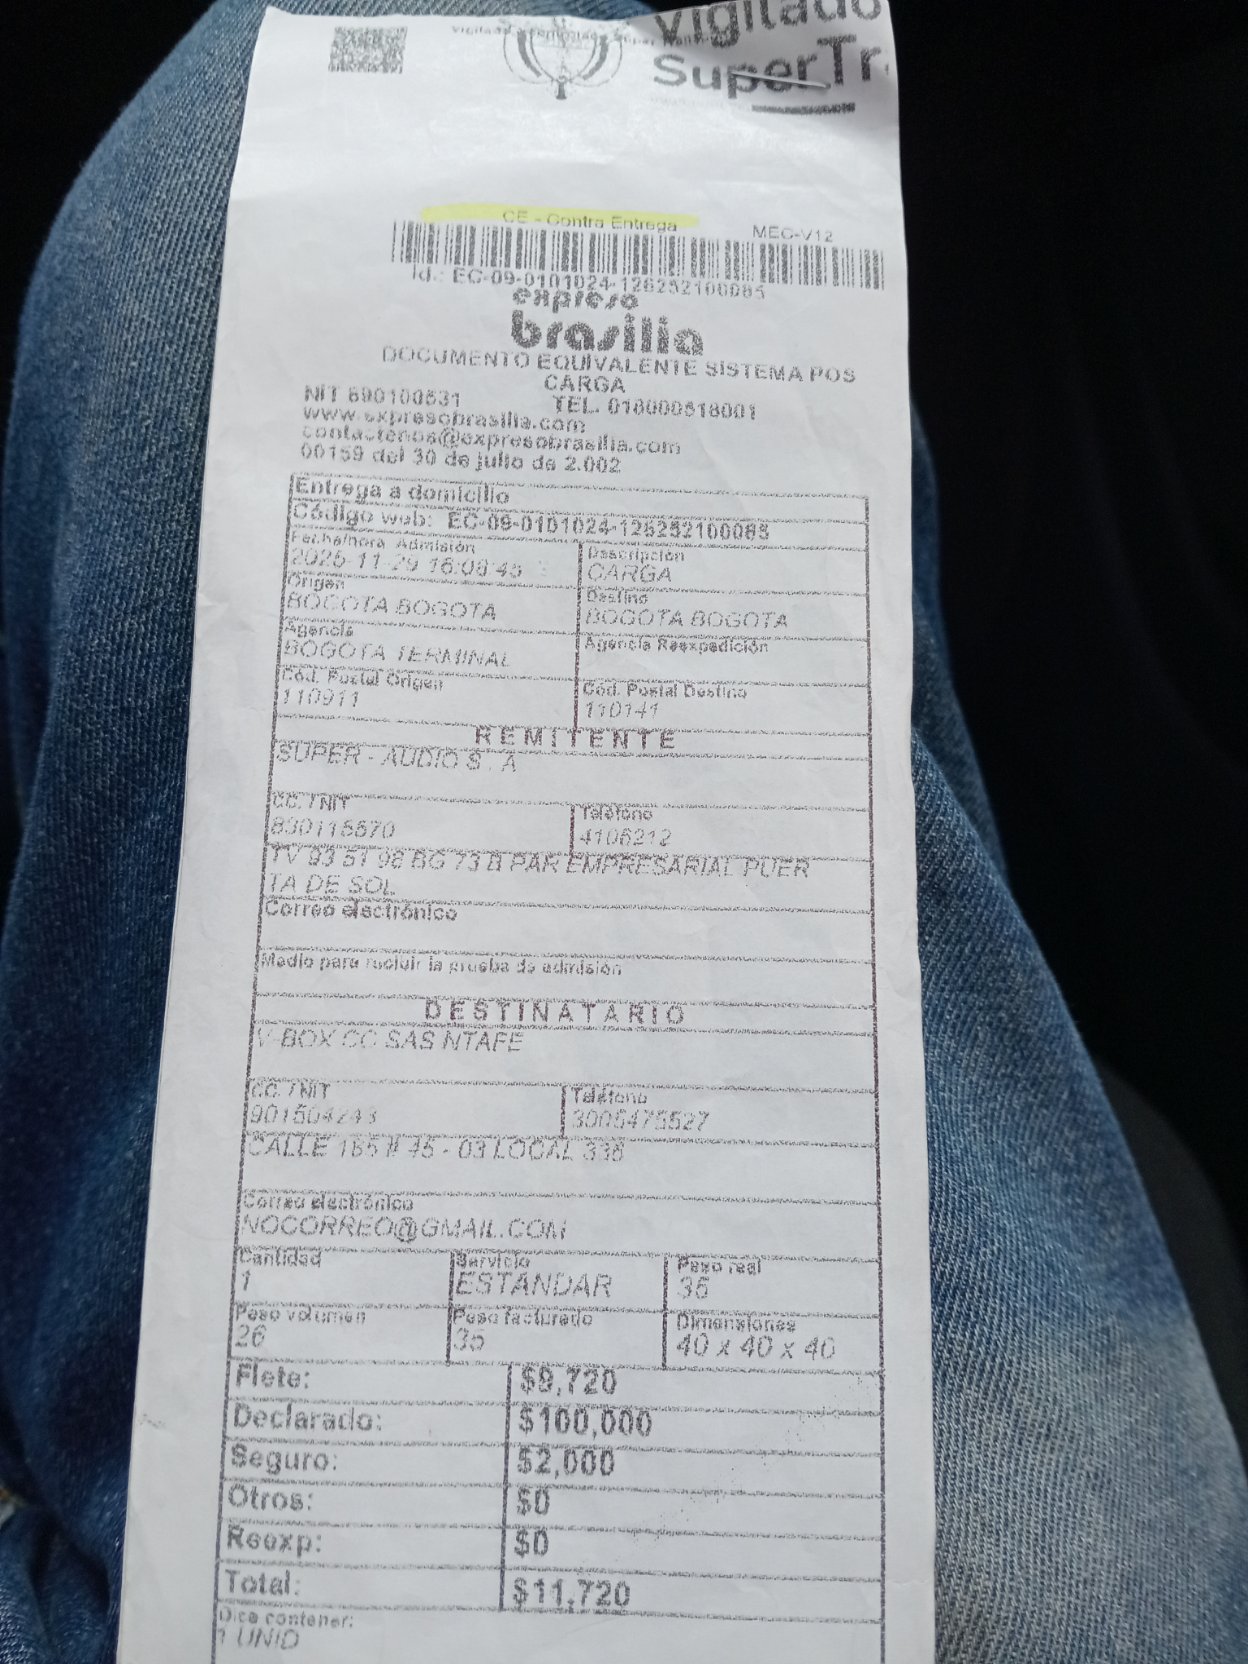 Vigilado
SuperTr
CE - Contra Entrega
MEC-V12
Id.: EC-09-0101024-126252100085
expreso
brasilia
DOCUMENTO EQUIVALENTE SISTEMA POS
CARGA
NIT 890100531 TEL. 018000518001
www.expresobrasilia.com
contactenos@expresobrasilia.com
00159 del 30 de julio de 2.002
Entrega a domicilio
Código web: EC-09-0101024-126252100085
Fecha/hora Admisión
2025-11-29 16:08:45
Descripción
CARGA
Origen
BOGOTA BOGOTA
Destino
BOGOTA BOGOTA
Agencia
BOGOTA TERMINAL
Agencia Reexpedición
Cód. Postal Origen
110911
Cód. Postal Destino
110141
REMITENTE
SUPER - AUDIO S . A
CC. / NIT
830115570
Teléfono
4106212
TV 93 51 98 BG 73 B PAR EMPRESARIAL PUER
TA DE SOL
Correo electrónico
Medio para recibir la prueba de admisión
DESTINATARIO
V-BOX CC SAS NTAFE
CC. / NIT
901504243
Teléfono
3005475527
CALLE 185 # 45 - 03 LOCAL 338
Correo electrónico
NOCORREO@GMAIL.COM
Cantidad
1
Servicio
ESTANDAR
Peso real
35
Peso volumen
26
Peso facturado
35
Dimensiones
40 x 40 x 40
Flete: $9,720
Declarado: $100,000
Seguro: $2,000
Otros: $0
Reexp: $0
Total: $11,720
Dice contener:
1 UNID